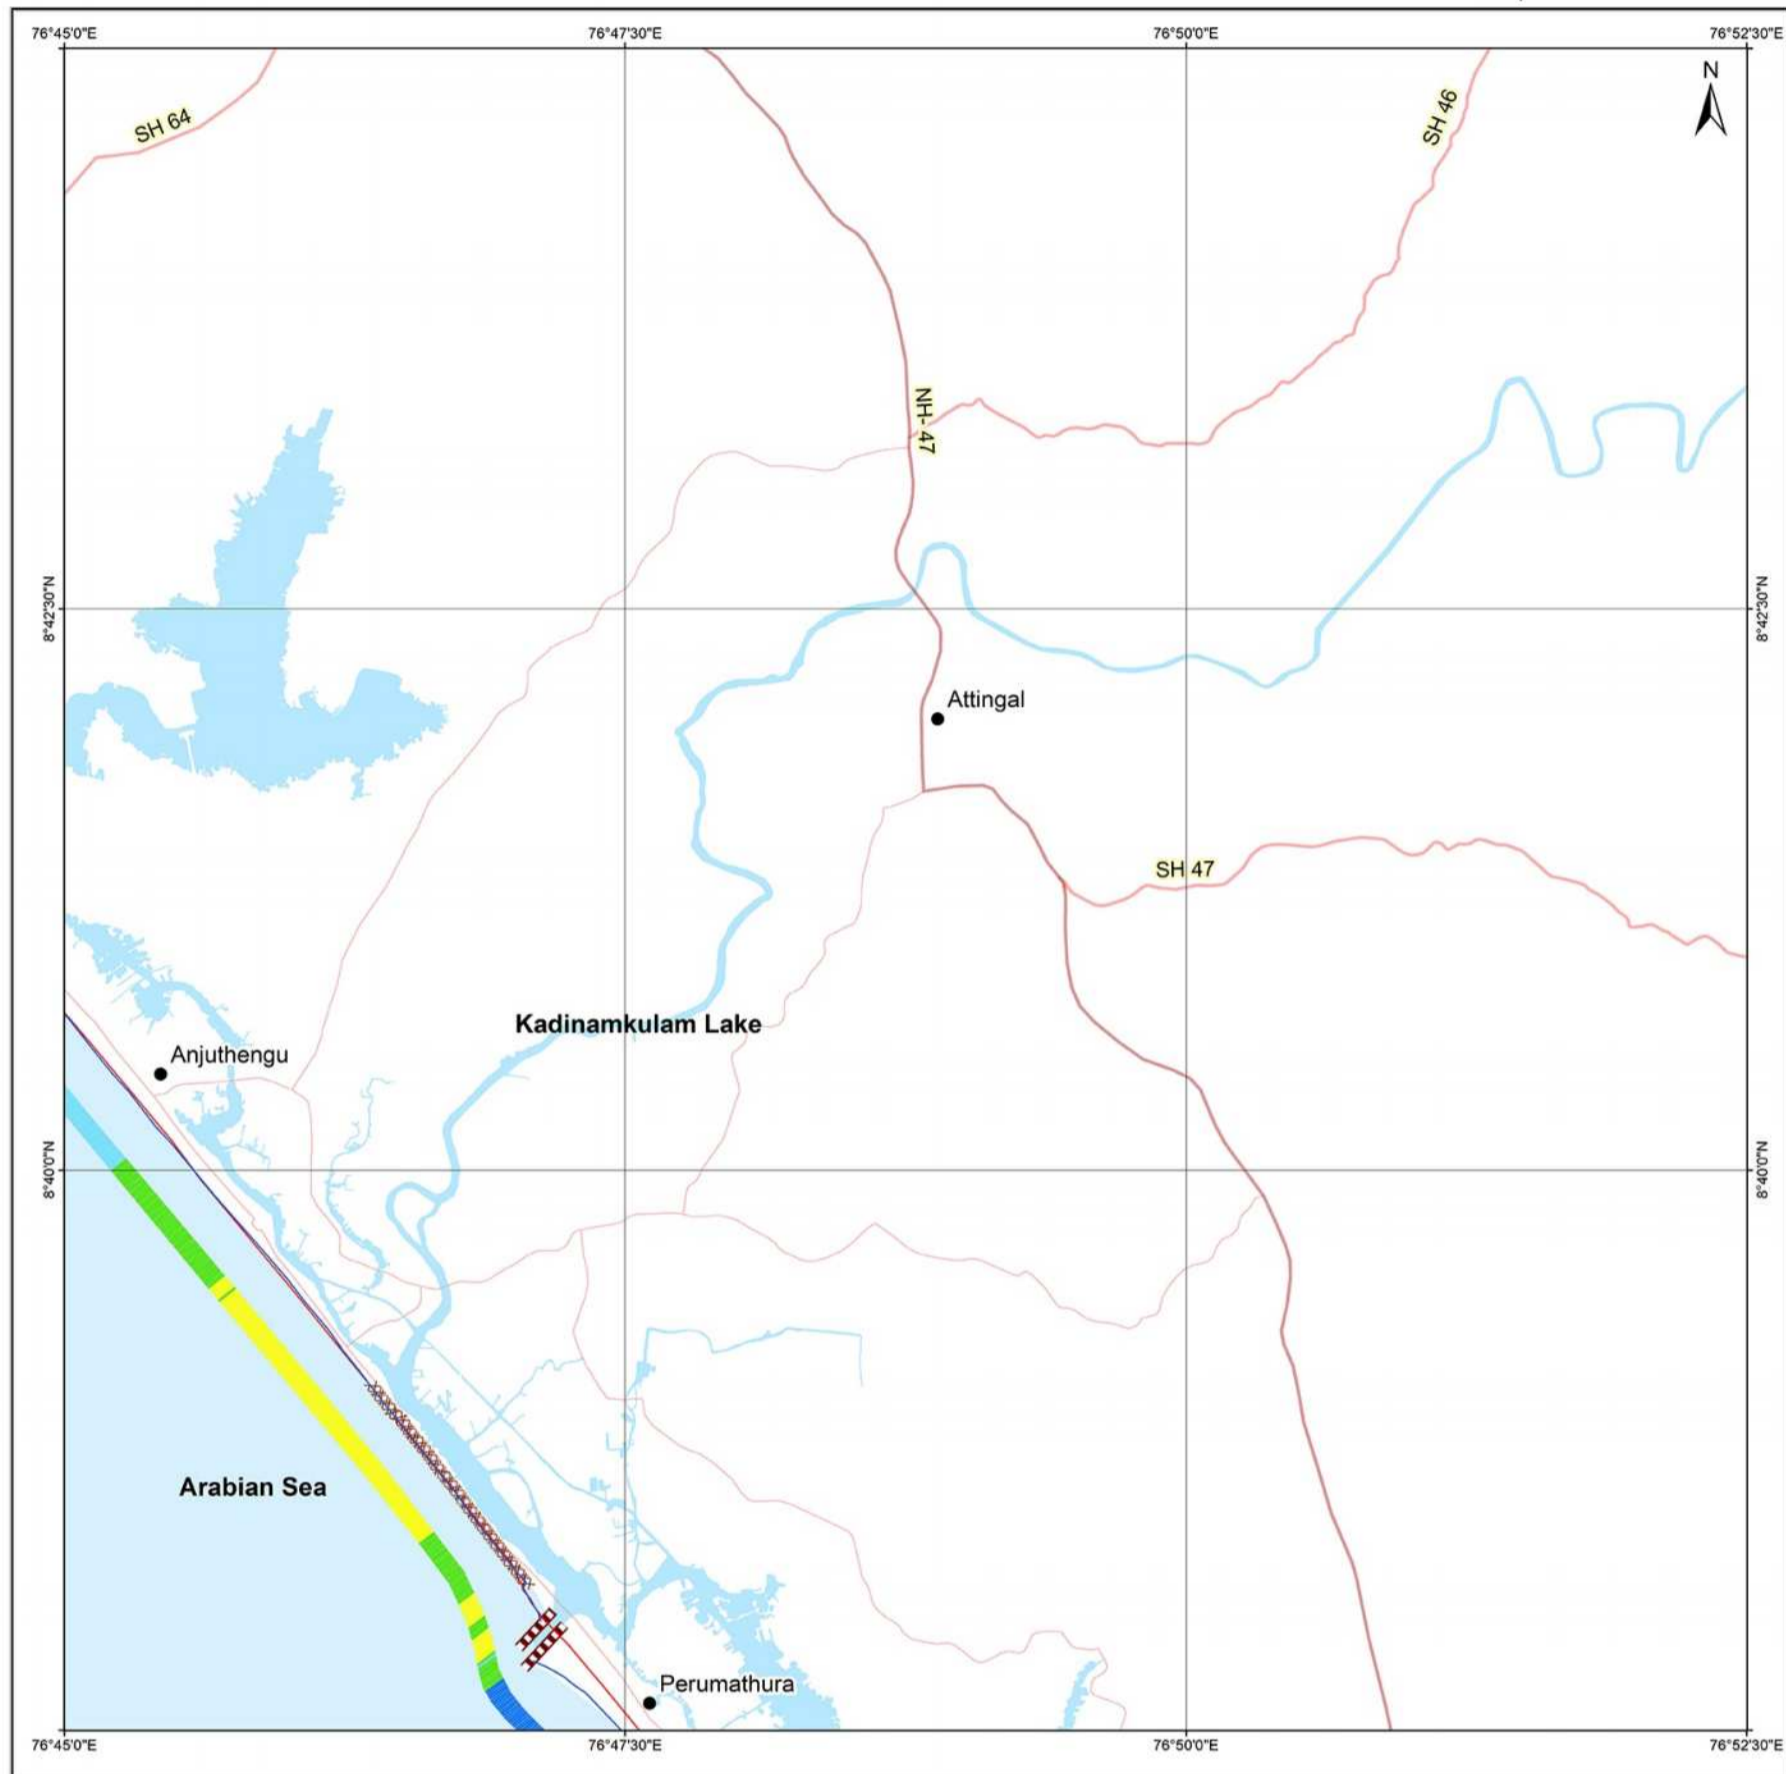 76°45'0"E
76°47'30"E
76°50'0"E
76°52'30"E
N
SH 64
SH 46
NH- 47
8°42'30"N
8°42'30"N
Attingal
SH 47
Kadinamkulam Lake
Anjuthengu
8°40'0"N
8°40'0"N
Arabian Sea
Perumathura
76°45'0"E
76°47'30"E
76°50'0"E
76°52'30"E